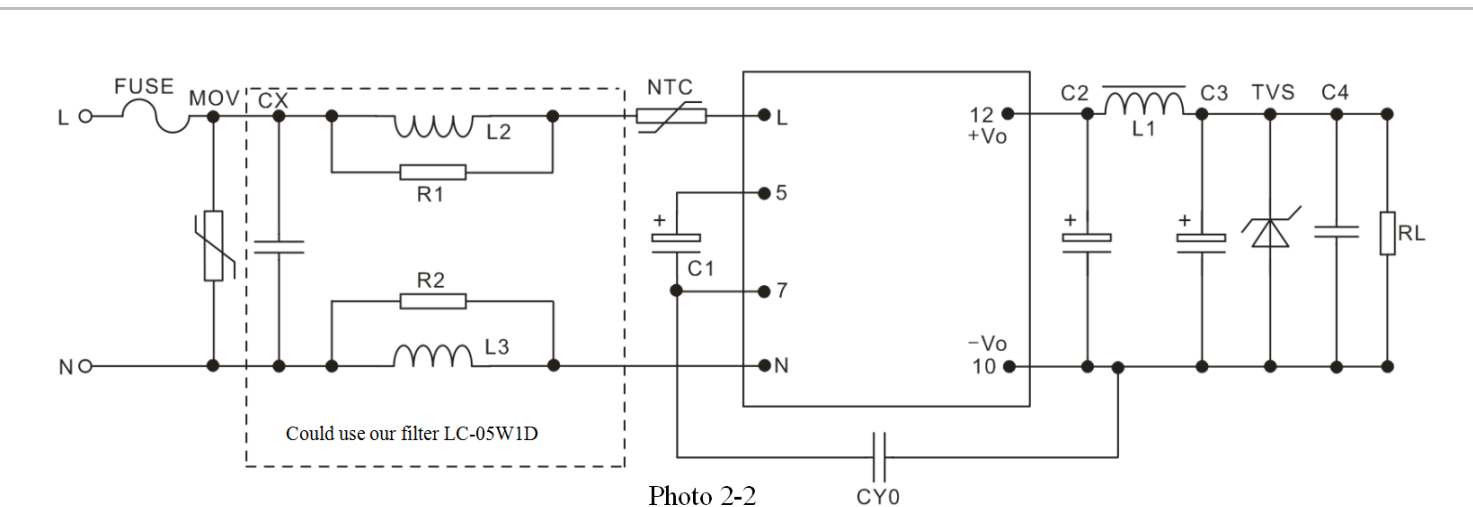 FUSE
MOV
CX
L
L2
R1
NTC
L
12
+Vo
C2
L1
C3
TVS
C4
5
+
C1
7
+
+
RL
R2
L3
N
N
−Vo
10
Could use our filter LC-05W1D
Photo 2-2
CY0